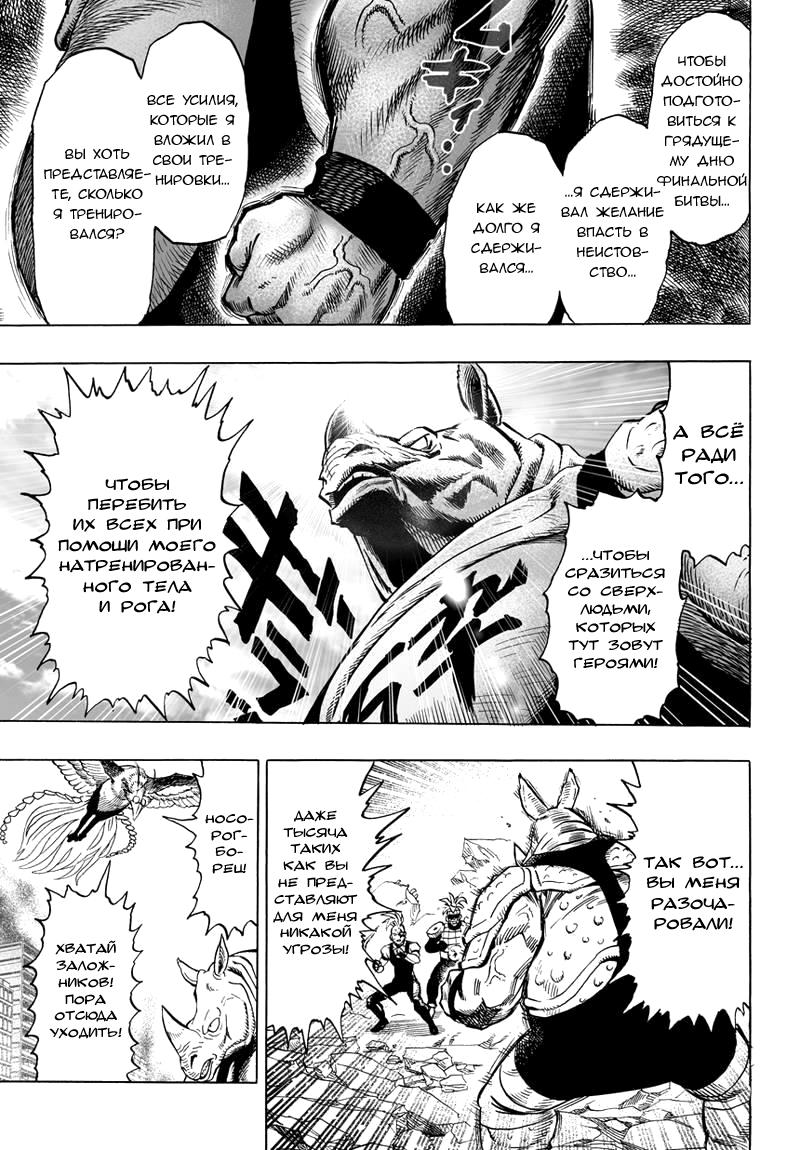 ЧТОБЫ
ДОСТОЙНО
ПОДГОТО-
ВИТЬСЯ К
ГРЯДУЩЕ-
МУ ДНЮ
ФИНАЛЬНОЙ
БИТВЫ...
...Я СДЕРЖИ-
ВАЛ ЖЕЛАНИЕ
ВПАСТЬ В
НЕИСТОВ-
СТВО...
КАК ЖЕ
ДОЛГО Я
СДЕРЖИ-
ВАЛСЯ...
ВСЕ УСИЛИЯ,
КОТОРЫЕ Я
ВЛОЖИЛ В
СВОИ ТРЕ-
НИРОВКИ...
ВЫ ХОТЬ
ПРЕДСТАВЛЯЕ-
ТЕ, СКОЛЬКО
Я ТРЕНИРО-
ВАЛСЯ?
А ВСЁ
РАДИ
ТОГО...
...ЧТОБЫ
СРАЗИТЬСЯ
СО СВЕРХ-
ЛЮДЬМИ,
КОТОРЫХ
ТУТ ЗОВУТ
ГЕРОЯМИ!
ЧТОБЫ
ПЕРЕБИТЬ
ИХ ВСЕХ ПРИ
ПОМОЩИ МОЕГО
НАТРЕНИРОВАН-
НОГО ТЕЛА
И РОГА!
ТАК ВОТ...
ВЫ МЕНЯ
РАЗОЧА-
РОВАЛИ!
ДАЖЕ
ТЫСЯЧА
ТАКИХ
КАК ВЫ
НЕ ПРЕД-
СТАВЛЯЮТ
ДЛЯ МЕНЯ
НИКАКОЙ
УГРОЗЫ!
НОСО-
РОГ-
БО-
РЕЦ!
ХВАТАЙ
ЗАЛОЖ-
НИКОВ!
ПОРА
ОТСЮДА
УХОДИТЬ!